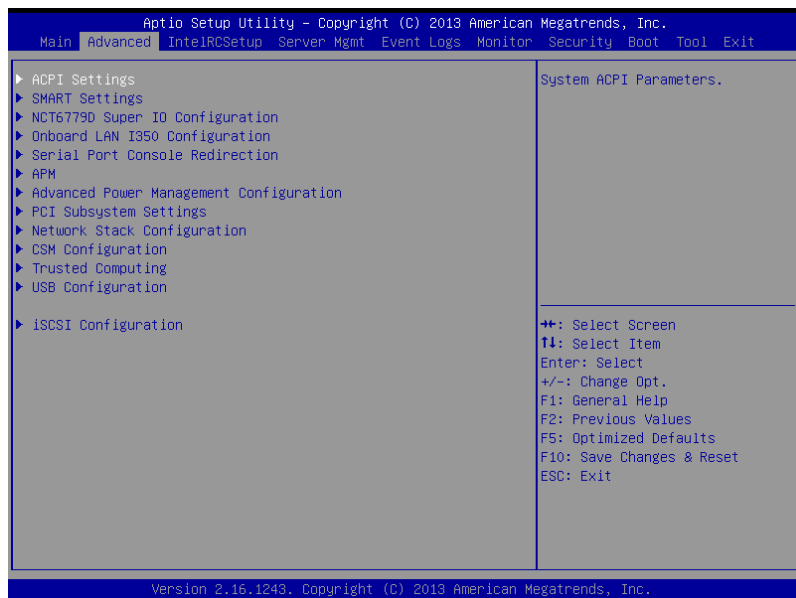 Aptio Setup Utility – Copyright (C) 2013 American Megatrends, Inc.
Main Advanced IntelRCSetup Server Mgmt Event Logs Monitor Security Boot Tool Exit
ACPI Settings
SMART Settings
NCT6779D Super IO Configuration
Onboard LAN I350 Configuration
Serial Port Console Redirection
APM
Advanced Power Management Configuration
PCI Subsystem Settings
Network Stack Configuration
CSM Configuration
Trusted Computing
USB Configuration
iSCSI Configuration
System ACPI Parameters.
→←: Select Screen
↑↓: Select Item
Enter: Select
+/-: Change Opt.
F1: General Help
F2: Previous Values
F5: Optimized Defaults
F10: Save Changes & Reset
ESC: Exit
Version 2.16.1243. Copyright (C) 2013 American Megatrends, Inc.